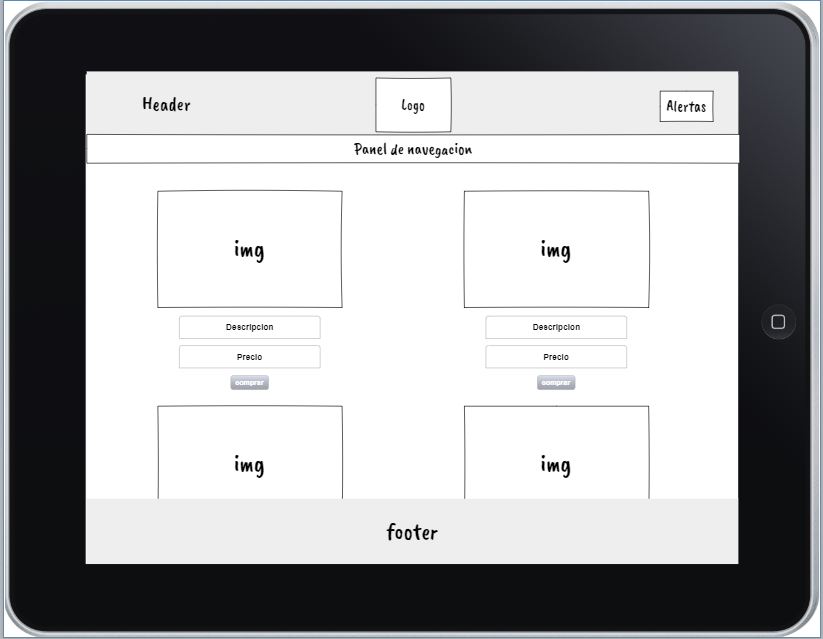 Header
Logo
Alertas
Panel de navegacion
img
img
Descripcion
Descripcion
Precio
Precio
comprar
comprar
img
img
footer